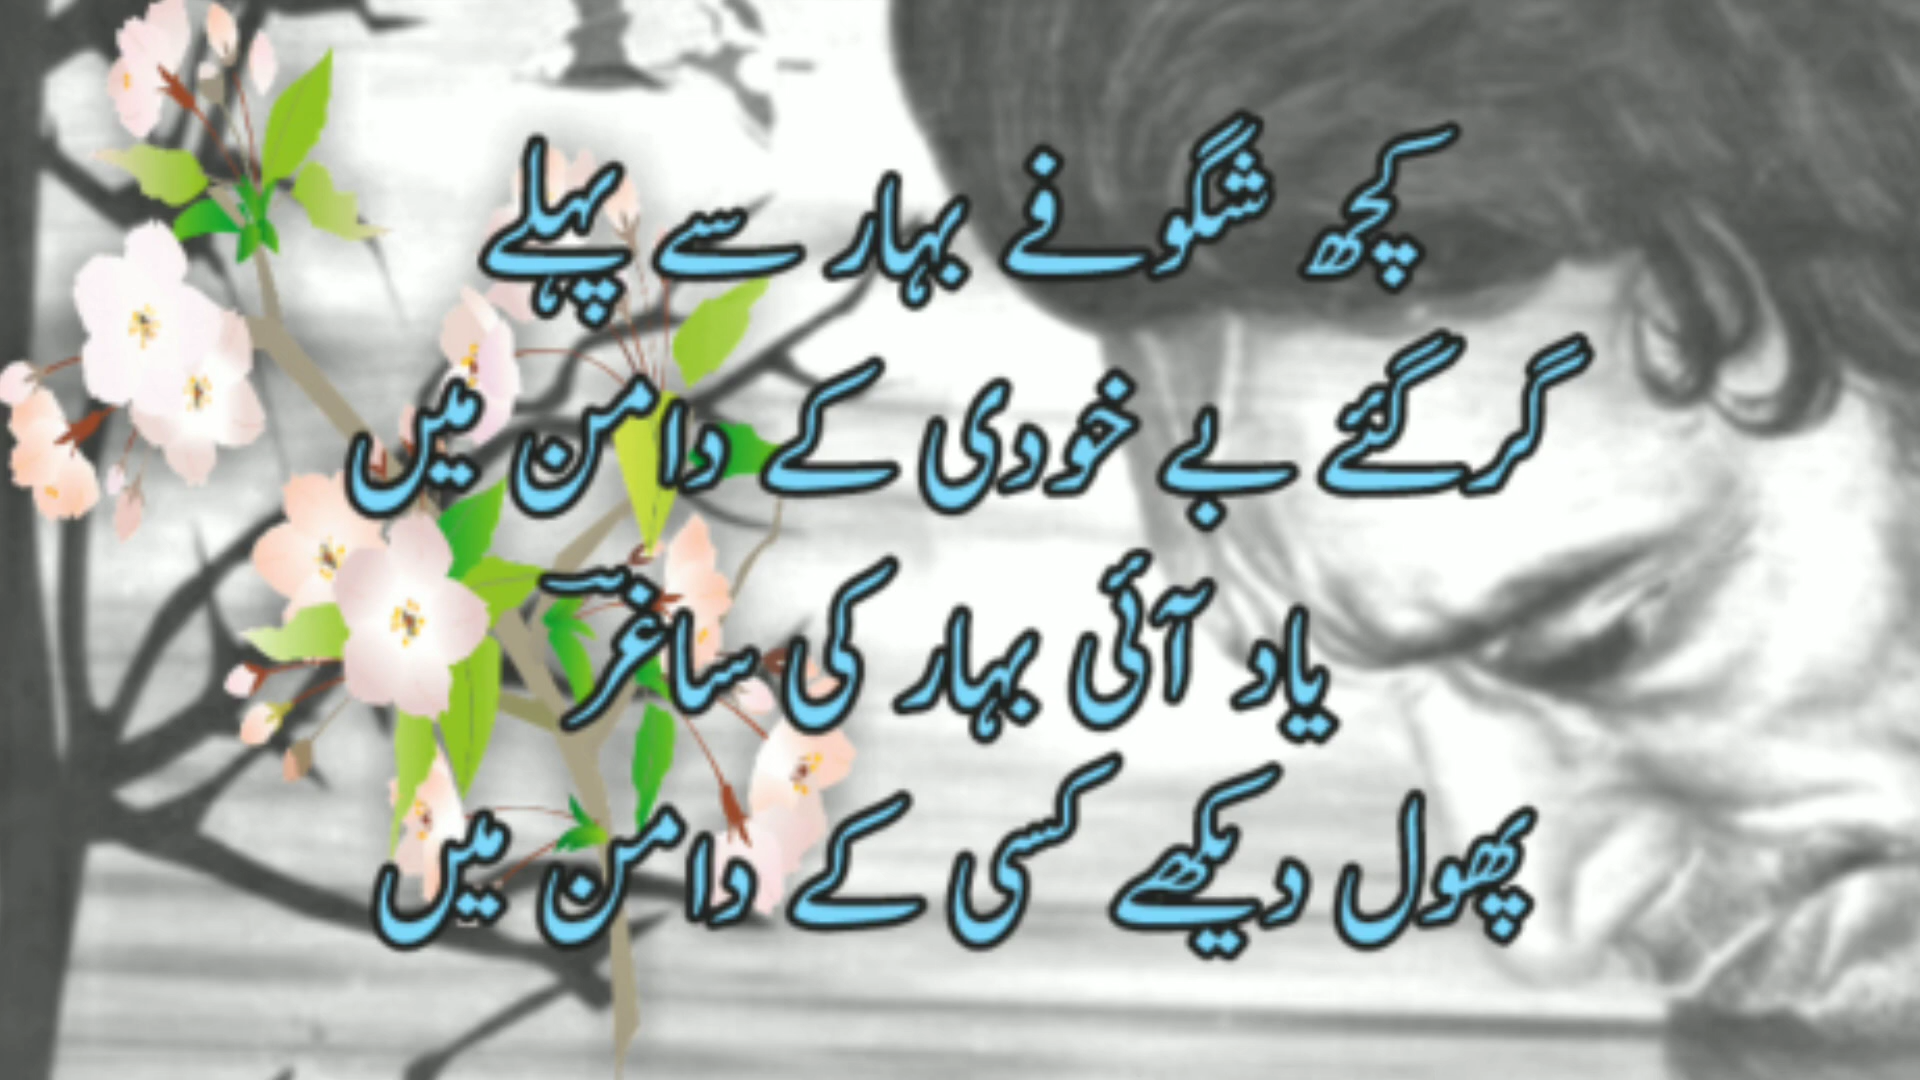 کچھ شگوفے بہار سے پہلے
گر گئے بے خودی کے دامن میں
یاد آئی بہار کی ساغرؔ
پھول دیکھے کسی کے دامن میں